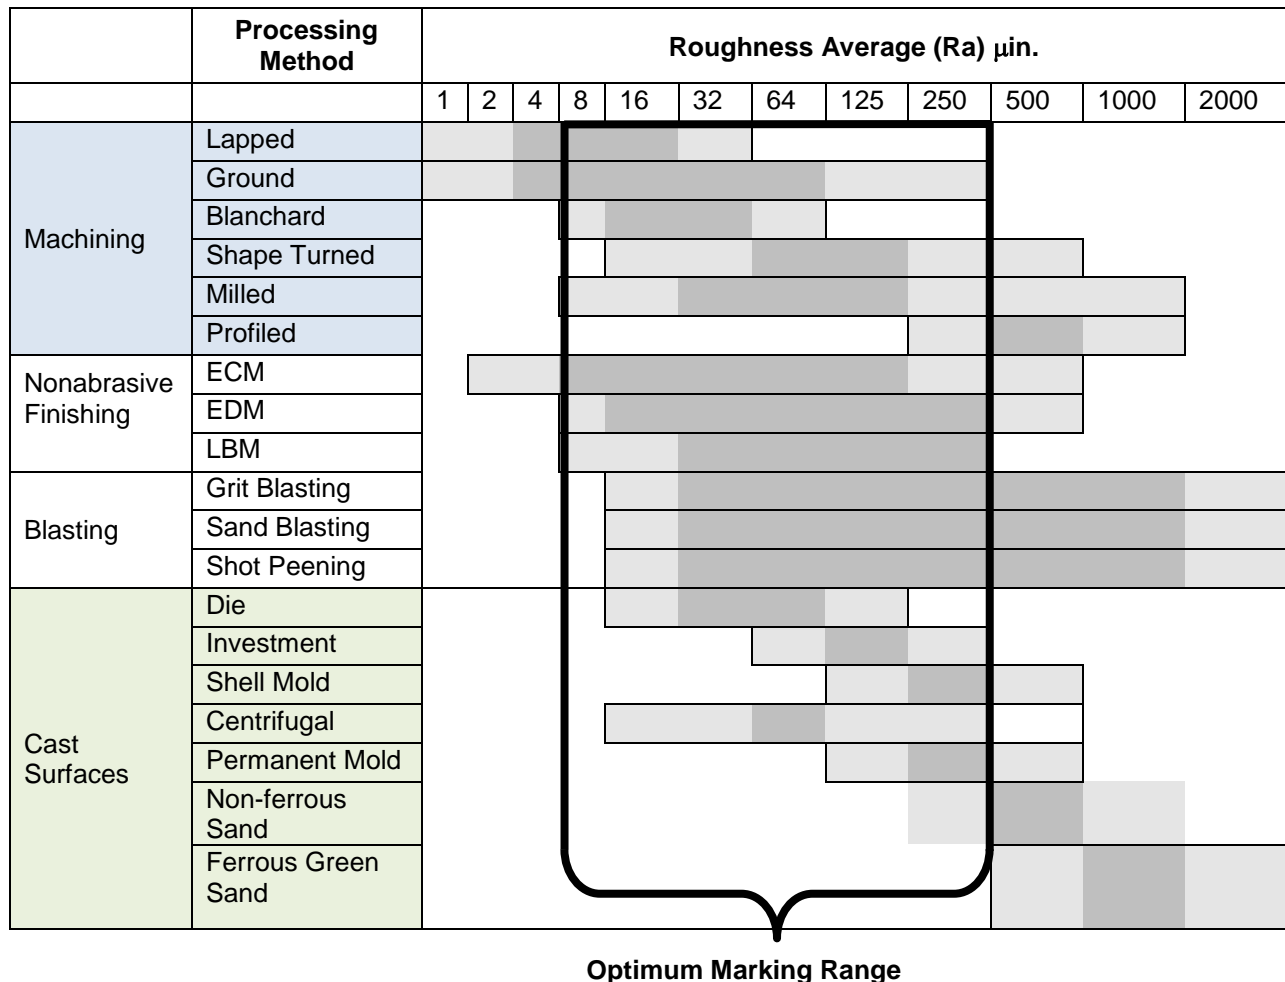 Processing Method
Roughness Average (Ra) μin.
1 2 4 8 16 32 64 125 250 500 1000 2000
Machining
Lapped
Ground
Blanchard
Shape Turned
Milled
Profiled
Nonabrasive Finishing
ECM
EDM
LBM
Blasting
Grit Blasting
Sand Blasting
Shot Peening
Cast Surfaces
Die
Investment
Shell Mold
Centrifugal
Permanent Mold
Non-ferrous Sand
Ferrous Green Sand
Optimum Marking Range